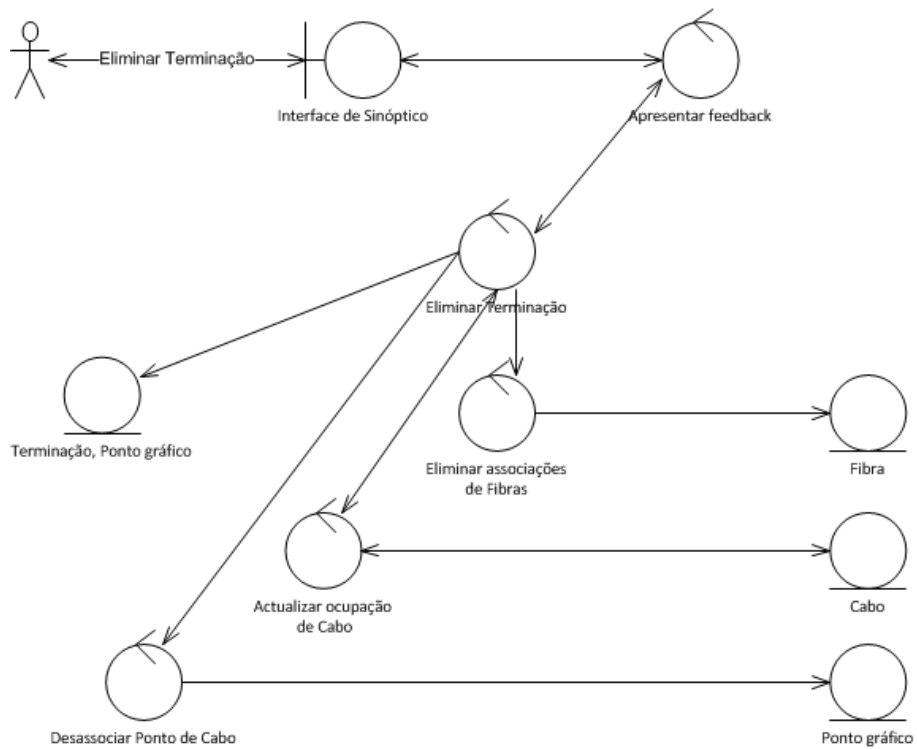 Eliminar Terminação
Interface de Sinóptico
Apresentar feedback
Eliminar Terminação
Terminação, Ponto gráfico
Eliminar associações
de Fibras
Fibra
Actualizar ocupação
de Cabo
Cabo
Desassociar Ponto de Cabo
Ponto gráfico